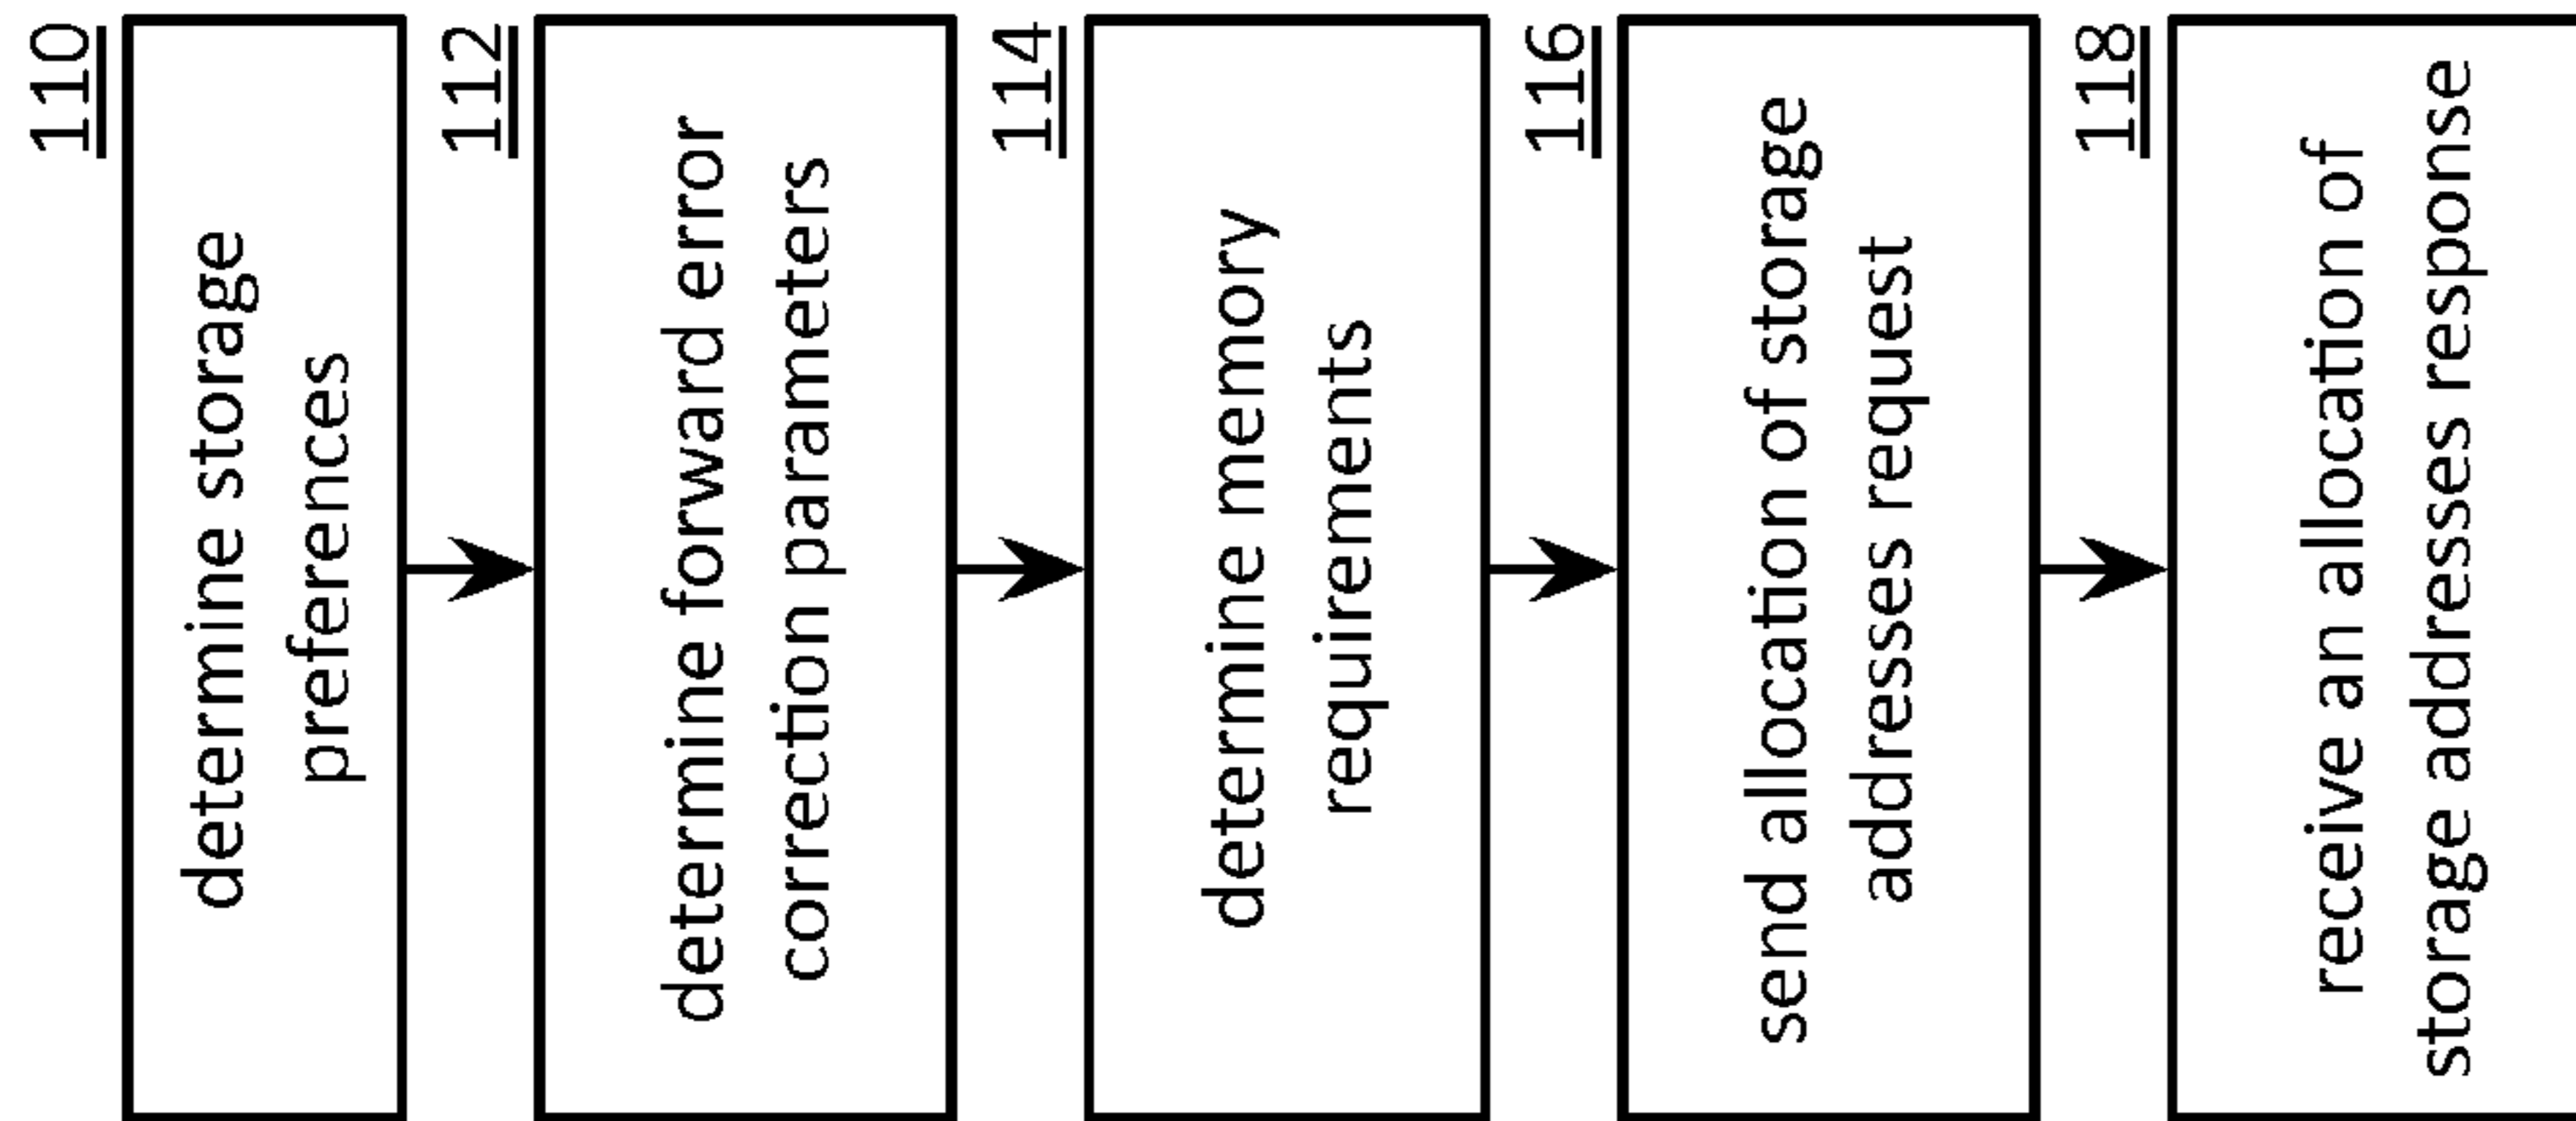 110
determine storage
preferences
112
determine forward error
correction parameters
114
determine memory
requirements
116
send allocation of storage
addresses request
118
receive an allocation of
storage addresses response